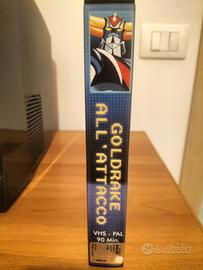 GOLDRAKE
ALL'ATTACCO
VHS - PAL
90 Min.
subito